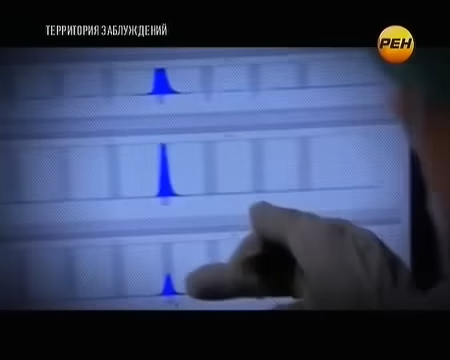 ТЕРРИТОРИЯ ЗАБЛУЖДЕНИЙ
РЕН